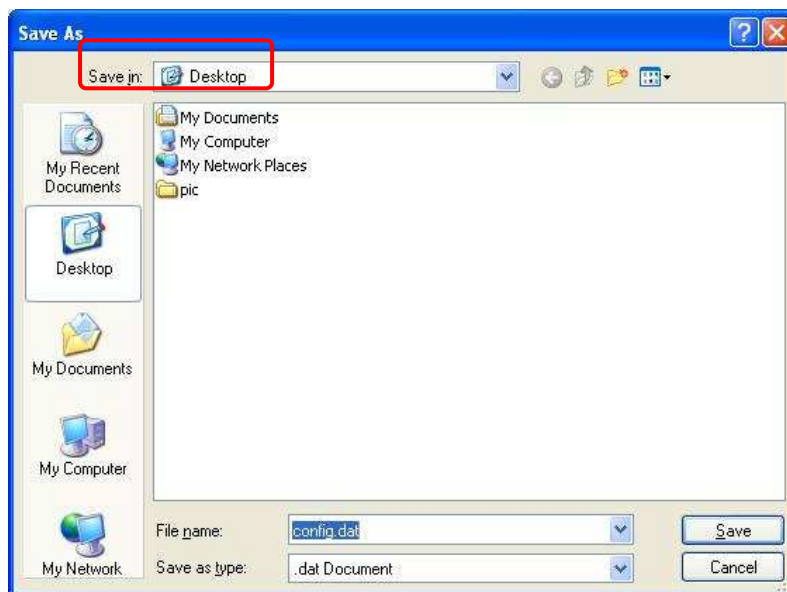 Save As
Save in:
Desktop
My Recent
Documents
Desktop
My Documents
My Computer
My Network
My Documents
My Computer
My Network Places
pic
File name:
config.dat
Save
Save as type:
.dat Document
Cancel